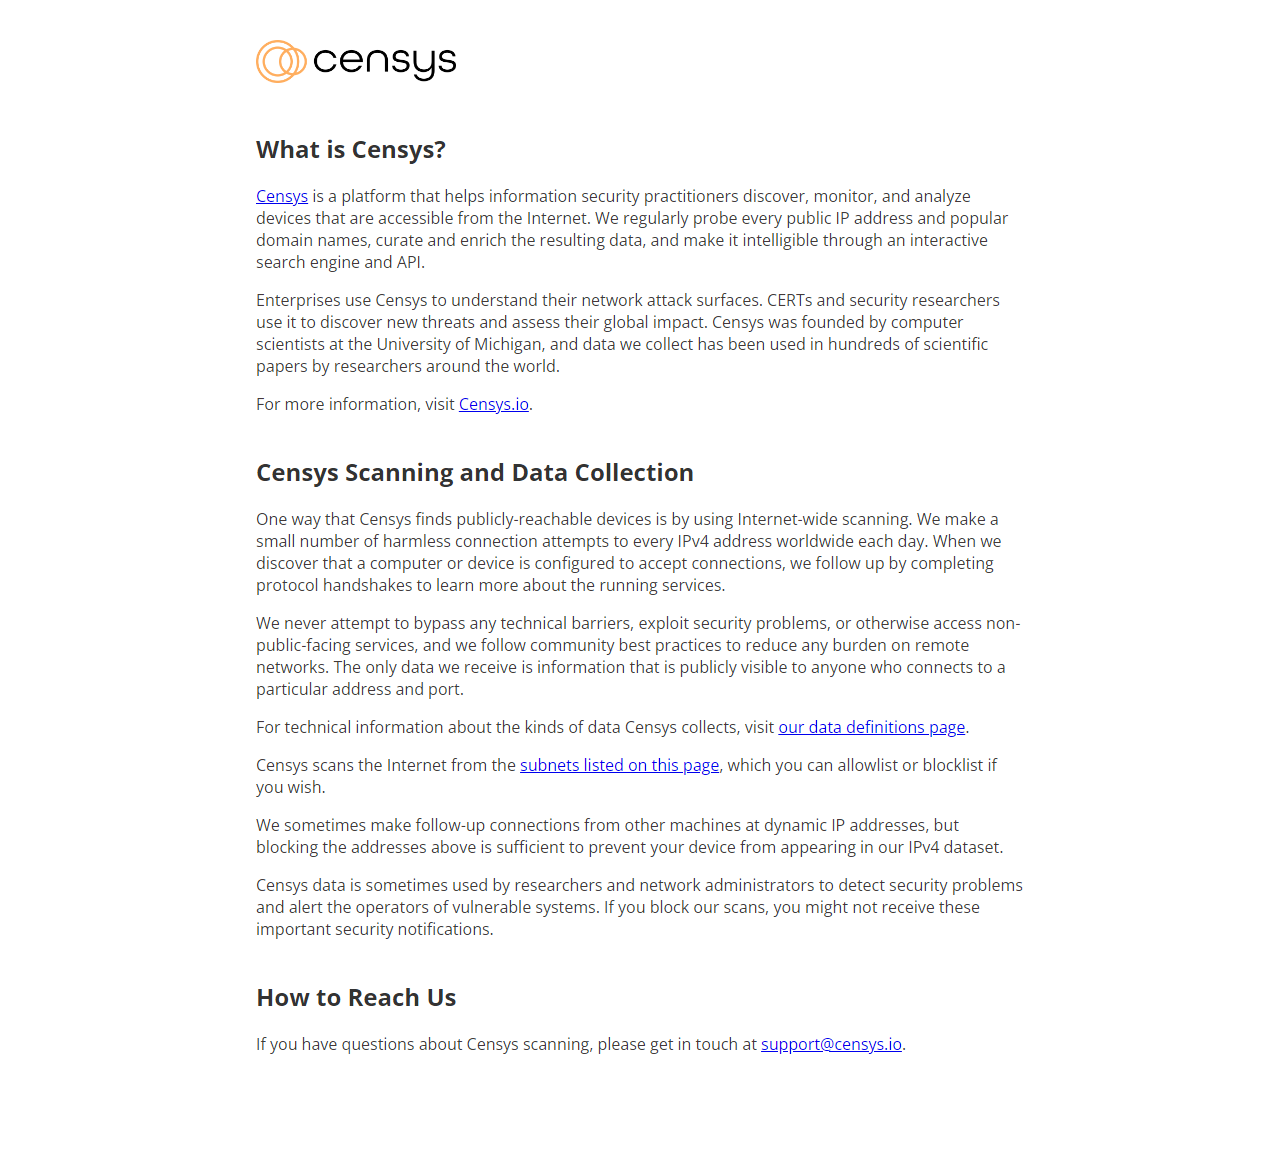 censys
What is Censys?
Censys is a platform that helps information security practitioners discover, monitor, and analyze
devices that are accessible from the Internet. We regularly probe every public IP address and popular
domain names, curate and enrich the resulting data, and make it intelligible through an interactive
search engine and API.
Enterprises use Censys to understand their network attack surfaces. CERTs and security researchers
use it to discover new threats and assess their global impact. Censys was founded by computer
scientists at the University of Michigan, and data we collect has been used in hundreds of scientific
papers by researchers around the world.
For more information, visit Censys.io.
Censys Scanning and Data Collection
One way that Censys finds publicly-reachable devices is by using Internet-wide scanning. We make a
small number of harmless connection attempts to every IPv4 address worldwide each day. When we
discover that a computer or device is configured to accept connections, we follow up by completing
protocol handshakes to learn more about the running services.
We never attempt to bypass any technical barriers, exploit security problems, or otherwise access non-
public-facing services, and we follow community best practices to reduce any burden on remote
networks. The only data we receive is information that is publicly visible to anyone who connects to a
particular address and port.
For technical information about the kinds of data Censys collects, visit our data definitions page.
Censys scans the Internet from the subnets listed on this page, which you can allowlist or blocklist if
you wish.
We sometimes make follow-up connections from other machines at dynamic IP addresses, but
blocking the addresses above is sufficient to prevent your device from appearing in our IPv4 dataset.
Censys data is sometimes used by researchers and network administrators to detect security problems
and alert the operators of vulnerable systems. If you block our scans, you might not receive these
important security notifications.
How to Reach Us
If you have questions about Censys scanning, please get in touch at support@censys.io.